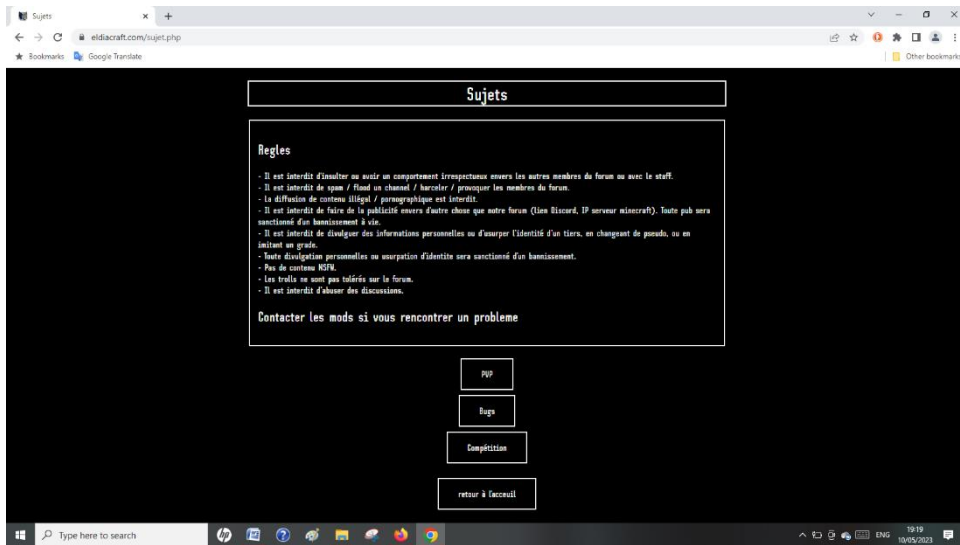 Sujets
eldiacraft.com/sujet.php
Bookmarks Google Translate Other bookmarks
Sujets
Regles
- Il est interdit d'insulter ou avoir un comportement irrespectueux envers les autres membres du forum ou avec le staff.
- Il est interdit de spam / flood un channel / harceler / provoquer les membres du forum.
- la diffusion de contenu illégal / pornographique est interdit.
- Il est interdit de faire de la publicité envers d'autre chose que notre forum (lien Discord, IP serveur minecraft). Toute pub sera
sanctionné d'un bannissement à vie.
- Il est interdit de divulguer des informations personnelles ou d'usurper l'identité d'un tiers, en changeant de pseudo, ou en
imitant un grade.
- Toute divulgation personnelles ou usurpation d'identite sera sanctionné d'un bannissement.
- Pas de contenu NSFW.
- Les trolls ne sont pas tolérés sur le forum.
- Il est interdit d'abuser des discussions.
Contacter les mods si vous rencontrer un probleme
PVP
Bugs
Compétition
retour à l'acceuil
Type here to search
ENG
19:19
10/05/2023